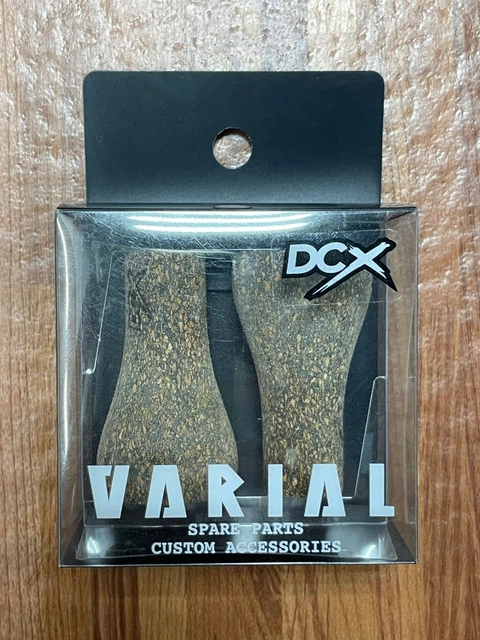 DCX
VARIAL
SPARE PARTS
CUSTOM ACCESSORIES